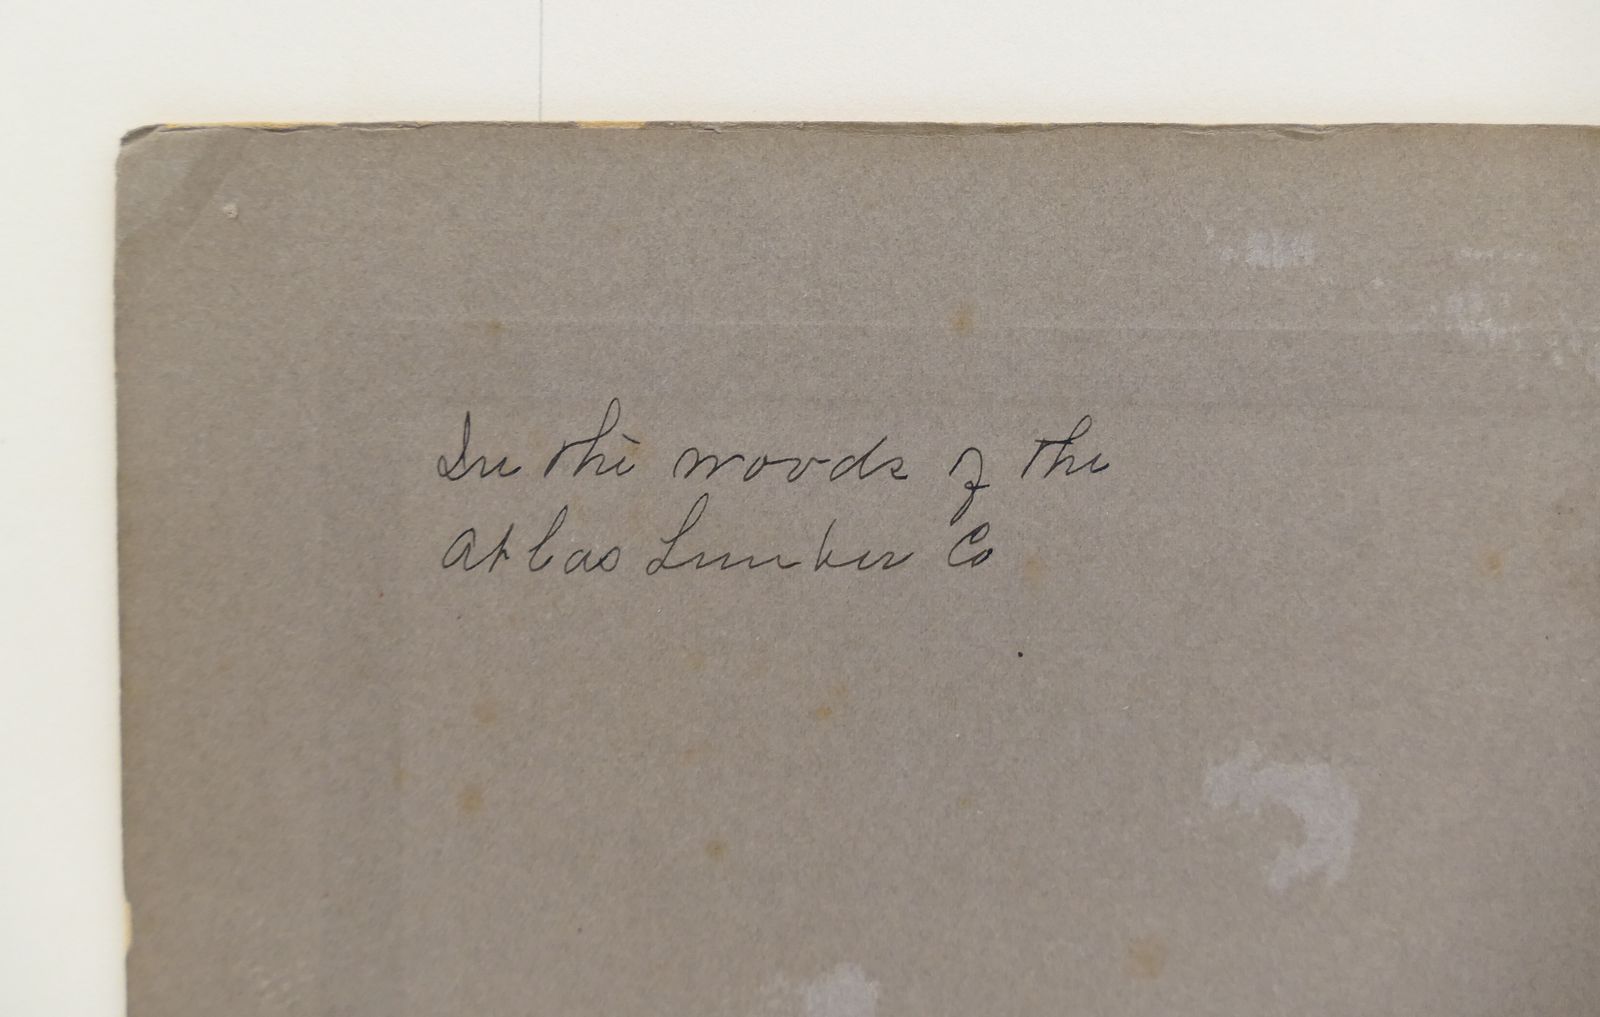 In the woods of the
Atlas Lumber Co